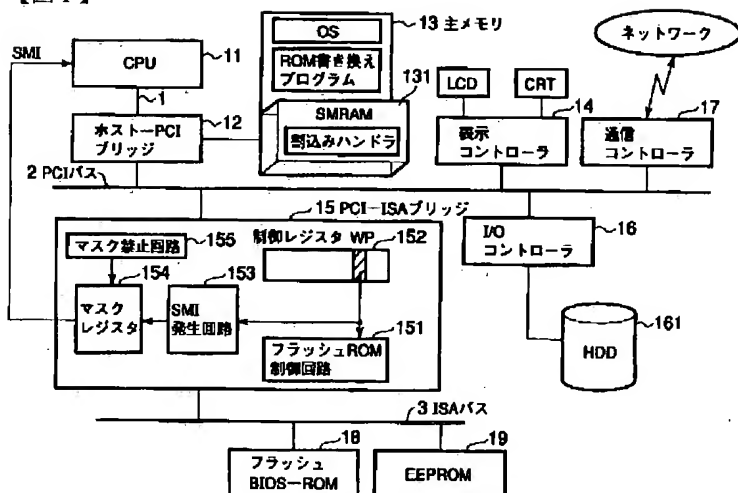 OS
13 主メモリ
ネットワーク
SMI
CPU
11
ROM書き換え
プログラム
131
LCD
CRT
1
12
SMRAM
14
17
ホスト-PCI
ブリッジ
割込みハンドラ
表示
コントローラ
通信
コントローラ
2 PCIバス
15 PCI-ISAブリッジ
マスク禁止回路
155
制御レジスタ WP
152
I/O
コントローラ
16
154
153
マスク
レジスタ
SMI
発生回路
151
フラッシュROM
制御回路
161
HDD
3 ISAバス
18
19
フラッシュ
BIOS-ROM
EEPROM